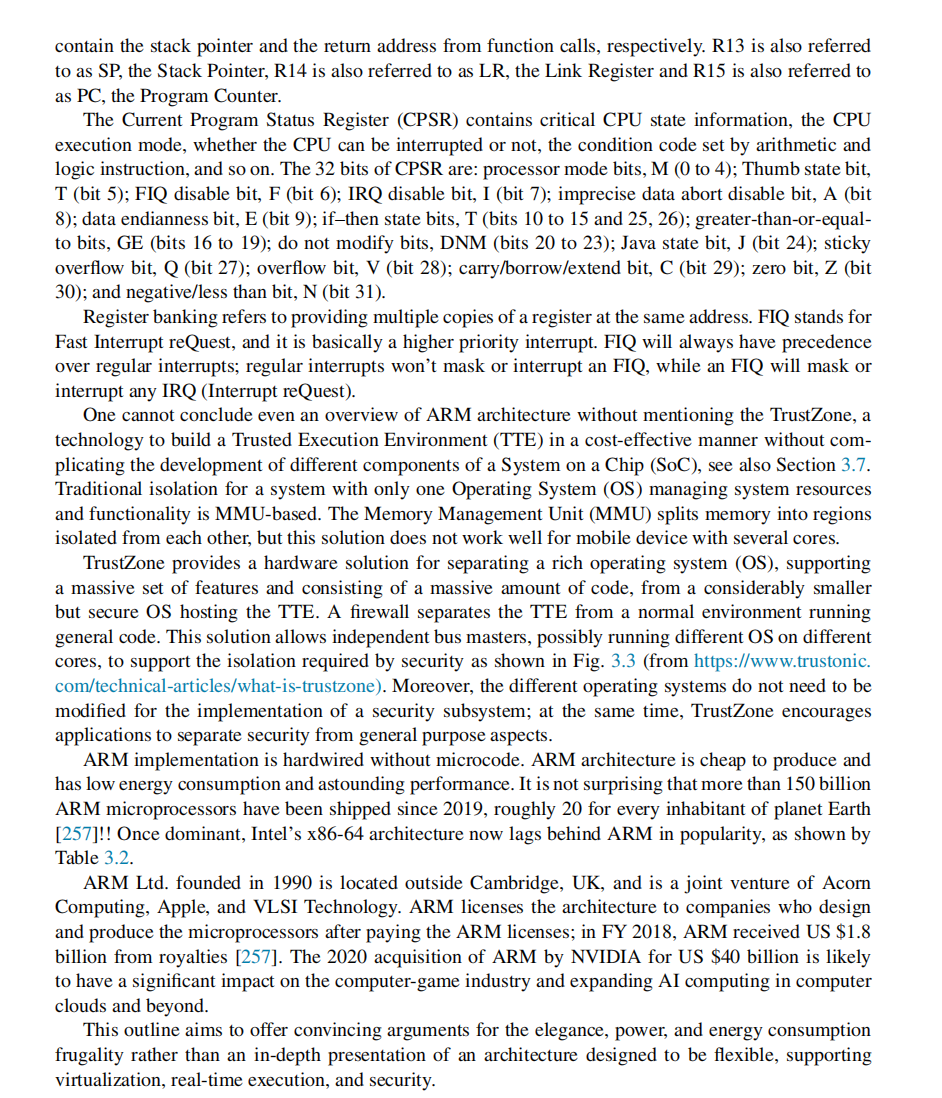 contain the stack pointer and the return address from function calls, respectively. R13 is also referred
to as SP, the Stack Pointer, R14 is also referred to as LR, the Link Register and R15 is also referred to
as PC, the Program Counter.
The Current Program Status Register (CPSR) contains critical CPU state information, the CPU
execution mode, whether the CPU can be interrupted or not, the condition code set by arithmetic and
logic instruction, and so on. The 32 bits of CPSR are: processor mode bits, M (0 to 4); Thumb state bit,
T (bit 5); FIQ disable bit, F (bit 6); IRQ disable bit, I (bit 7); imprecise data abort disable bit, A (bit
8); data endianness bit, E (bit 9); if–then state bits, T (bits 10 to 15 and 25, 26); greater-than-or-equal-
to bits, GE (bits 16 to 19); do not modify bits, DNM (bits 20 to 23); Java state bit, J (bit 24); sticky
overflow bit, Q (bit 27); overflow bit, V (bit 28); carry/borrow/extend bit, C (bit 29); zero bit, Z (bit
30); and negative/less than bit, N (bit 31).
Register banking refers to providing multiple copies of a register at the same address. FIQ stands for
Fast Interrupt reQuest, and it is basically a higher priority interrupt. FIQ will always have precedence
over regular interrupts; regular interrupts won't mask or interrupt an FIQ, while an FIQ will mask or
interrupt any IRQ (Interrupt reQuest).
One cannot conclude even an overview of ARM architecture without mentioning the TrustZone, a
technology to build a Trusted Execution Environment (TTE) in a cost-effective manner without com-
plicating the development of different components of a System on a Chip (SoC), see also Section 3.7.
Traditional isolation for a system with only one Operating System (OS) managing system resources
and functionality is MMU-based. The Memory Management Unit (MMU) splits memory into regions
isolated from each other, but this solution does not work well for mobile device with several cores.
TrustZone provides a hardware solution for separating a rich operating system (OS), supporting
a massive set of features and consisting of a massive amount of code, from a considerably smaller
but secure OS hosting the TTE. A firewall separates the TTE from a normal environment running
general code. This solution allows independent bus masters, possibly running different OS on different
cores, to support the isolation required by security as shown in Fig. 3.3 (from https://www.trustonic.
com/technical-articles/what-is-trustzone). Moreover, the different operating systems do not need to be
modified for the implementation of a security subsystem; at the same time, TrustZone encourages
applications to separate security from general purpose aspects.
ARM implementation is hardwired without microcode. ARM architecture is cheap to produce and
has low energy consumption and astounding performance. It is not surprising that more than 150 billion
ARM microprocessors have been shipped since 2019, roughly 20 for every inhabitant of planet Earth
[257]!! Once dominant, Intel's x86-64 architecture now lags behind ARM in popularity, as shown by
Table 3.2.
ARM Ltd. founded in 1990 is located outside Cambridge, UK, and is a joint venture of Acorn
Computing, Apple, and VLSI Technology. ARM licenses the architecture to companies who design
and produce the microprocessors after paying the ARM licenses; in FY 2018, ARM received US $1.8
billion from royalties [257]. The 2020 acquisition of ARM by NVIDIA for US $40 billion is likely
to have a significant impact on the computer-game industry and expanding AI computing in computer
clouds and beyond.
This outline aims to offer convincing arguments for the elegance, power, and energy consumption
frugality rather than an in-depth presentation of an architecture designed to be flexible, supporting
virtualization, real-time execution, and security.